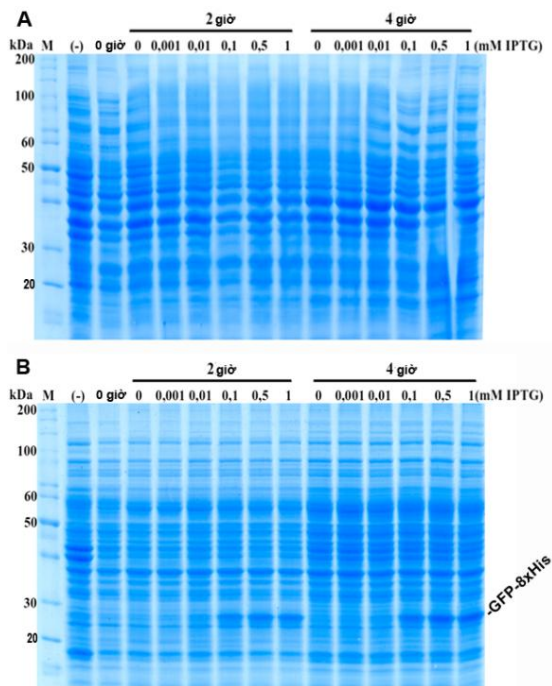 A
2 giờ 4 giờ
kDa M (-) 0 giờ 0 0,001 0,01 0,1 0,5 1 0 0,001 0,01 0,1 0,5 1 (mM IPTG)
200
100
60
50
30
20
B
2 giờ 4 giờ
kDa M (-) 0 giờ 0 0,001 0,01 0,1 0,5 1 0 0,001 0,01 0,1 0,5 1(mM IPTG)
200
100
60
50
30
-GFP-8xHis
20